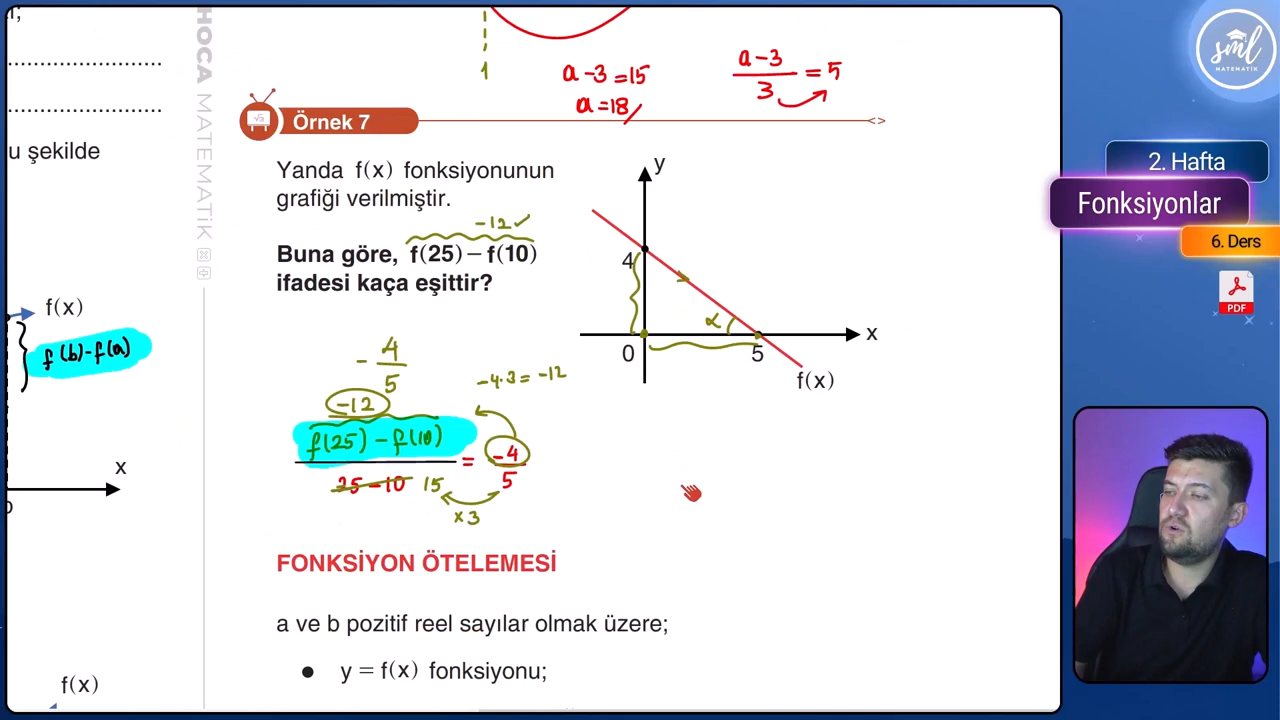 ı;
u şekilde
f(x)
f(b)-f(a)
x
f(x)
HOCA MATEMATİK
1
a-3=15
a=18
a-3
3
=5
Örnek 7
Yanda f(x) fonksiyonunun
grafiği verilmiştir.
-12 ✓
Buna göre, f(25) – f(10)
ifadesi kaça eşittir?
y
4
α
x
0
5
f(x)
- 4
5
-4·3=-12
-12
f(25) - f(10)
= -4
25-10 15
5
x3
FONKSİYON ÖTELEMESİ
a ve b pozitif reel sayılar olmak üzere;
● y = f(x) fonksiyonu;
sml
MATEMATİK
2. Hafta
Fonksiyonlar
6. Ders
PDF